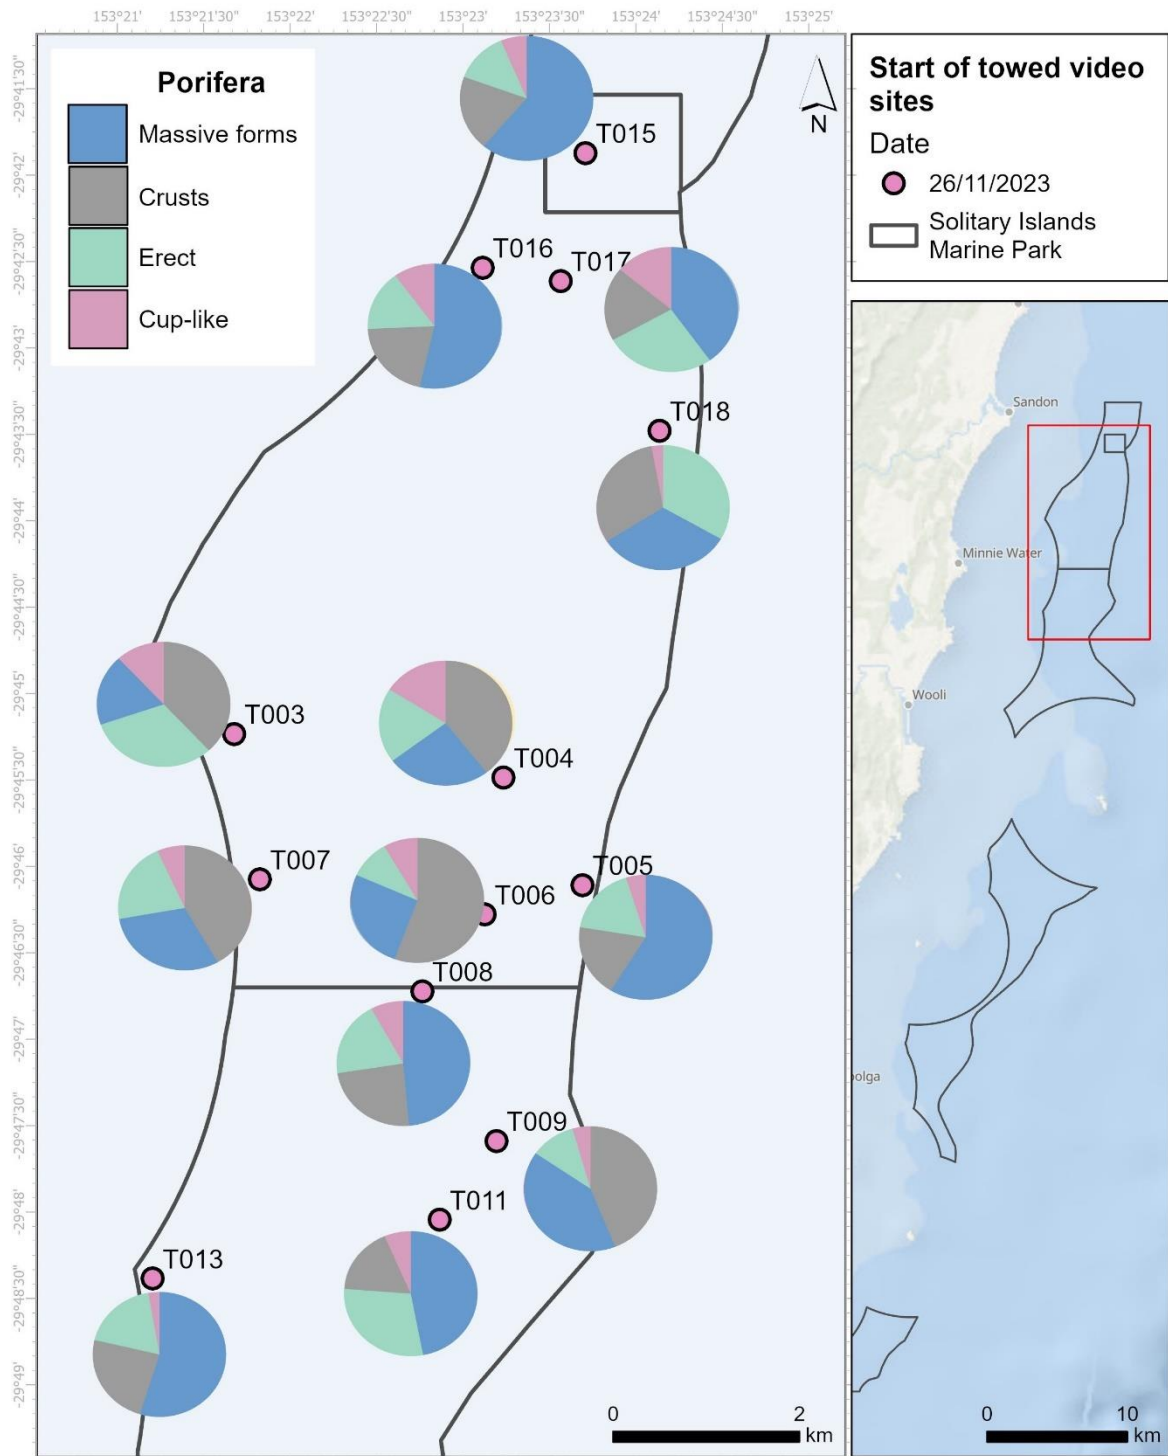 153°21' 153°21'30" 153°22' 153°22'30" 153°23' 153°23'30" 153°24' 153°24'30" 153°25'
-29°41'30"
-29°42'
-29°42'30"
-29°43'
-29°43'30"
-29°44'
-29°44'30"
-29°45'
-29°45'30"
-29°46'
-29°46'30"
-29°47'
-29°47'30"
-29°48'
-29°48'30"
-29°49'
Porifera
Massive forms
Crusts
Erect
Cup-like
N
T015
T016
T017
T018
T003
T004
T007
T005
T006
T008
T009
T011
T013
0 2
km
Start of towed video
sites
Date
26/11/2023
Solitary Islands
Marine Park
Sandon
Minnie Water
Wooli
olga
0 10
km